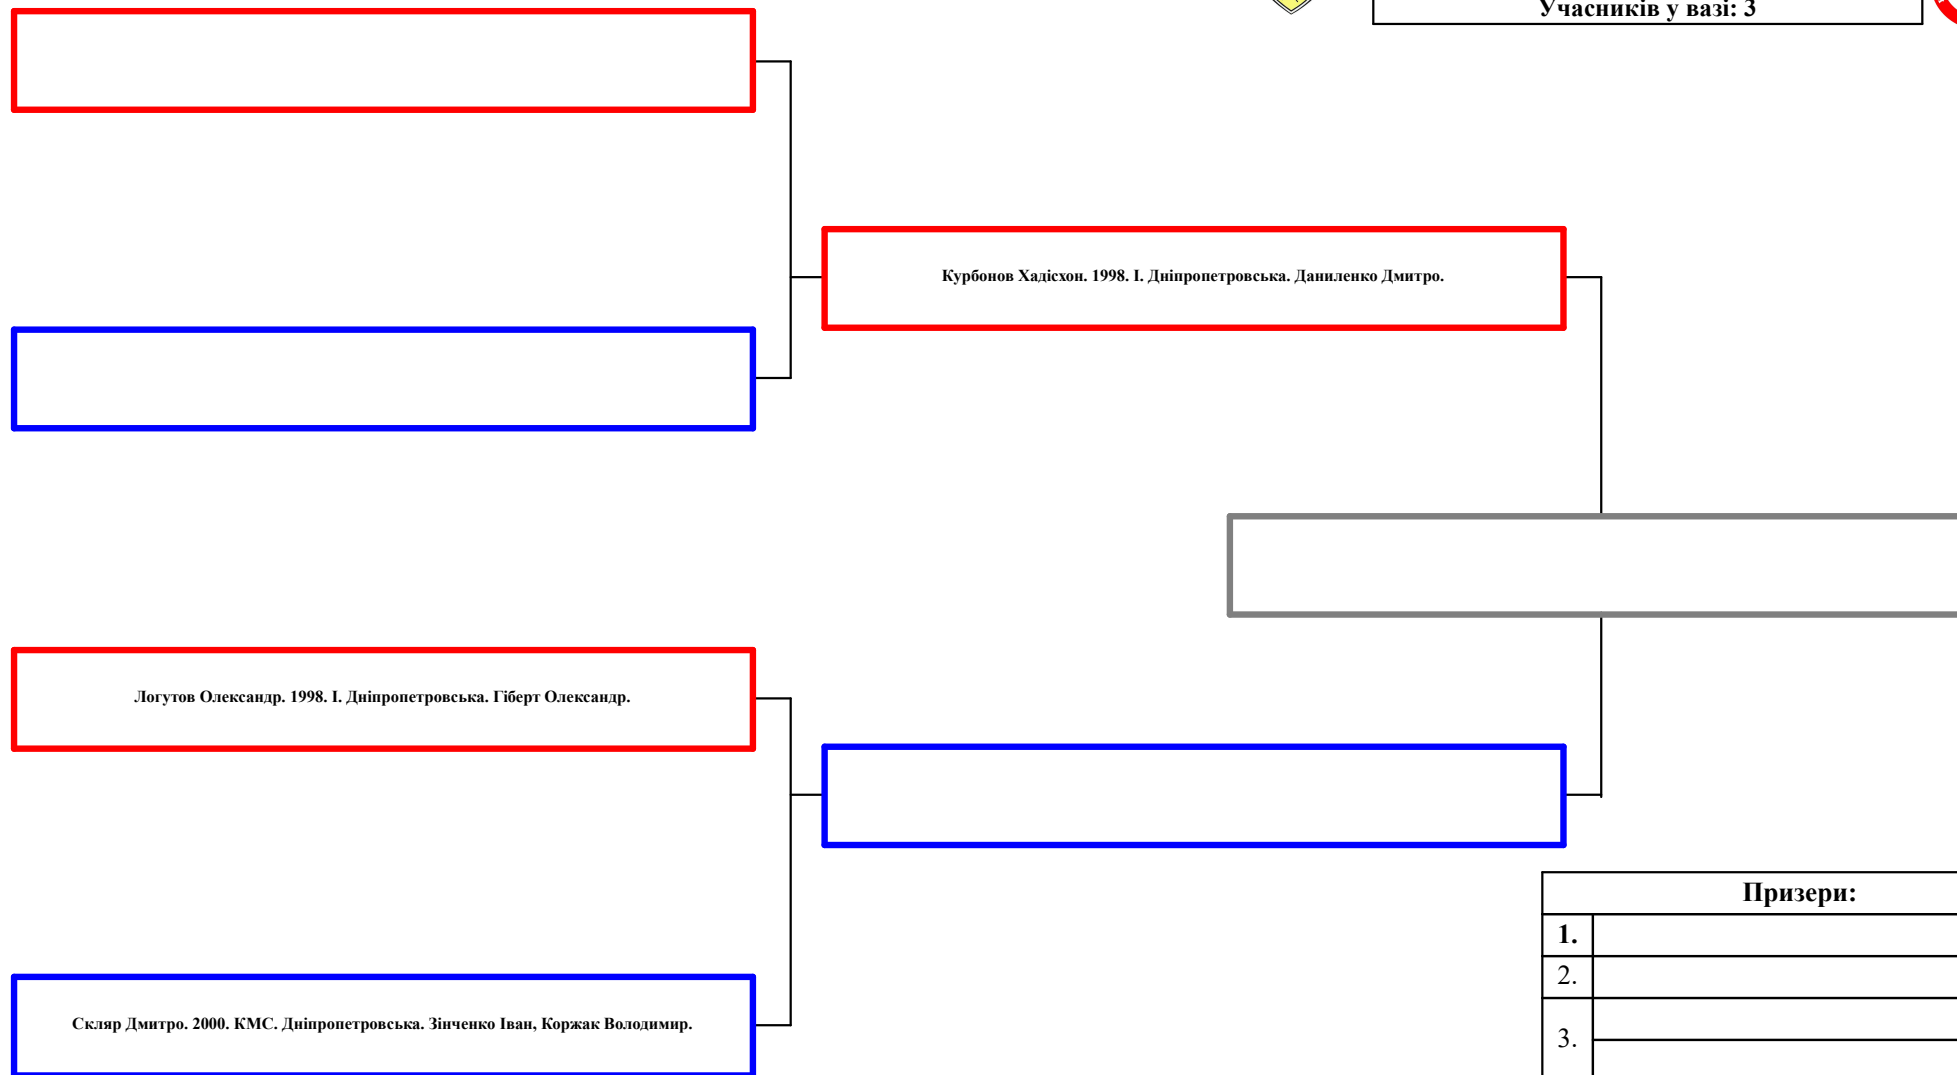 Учасників у вазі: 3
Курбонов Хадісхон. 1998. І. Дніпропетровська. Даниленко Дмитро.
Логутов Олександр. 1998. І. Дніпропетровська. Гіберт Олександр.
Скляр Дмитро. 2000. КМС. Дніпропетровська. Зінченко Іван, Коржак Володимир.
Призери:
1.
2.
3.